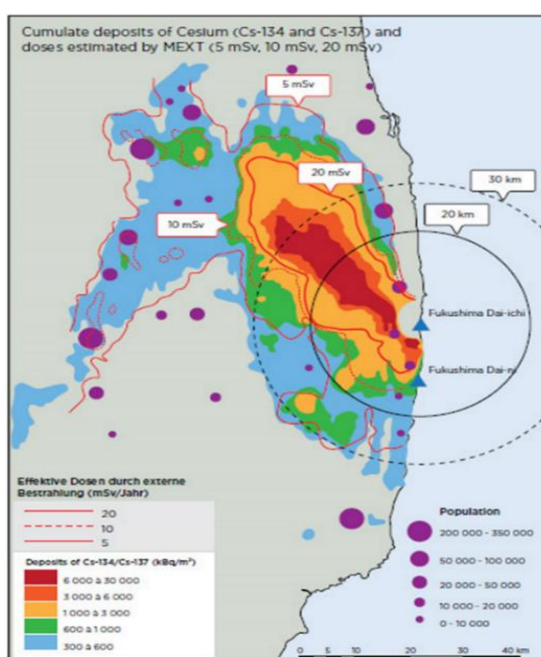 Cumulate deposits of Cesium (Cs-134 and Cs-137) and
doses estimated by MEXT (5 mSv, 10 mSv, 20 mSv)
5 mSv
20 mSv
30 km
20 km
10 mSv
Fukushima Dai-ichi
Fukushima Dai-ni
Effektive Dosen durch externe
Bestrahlung (mSv/Jahr)
20
10
5
Deposits of Cs-134/Cs-137 (kBq/m²)
6 000 à 30 000
3 000 à 6 000
1 000 à 3 000
600 à 1 000
300 à 600
Population
200 000 - 350 000
50 000 - 100 000
20 000 - 50 000
10 000 - 20 000
0 - 10 000
0 5 10 20 30 40 km